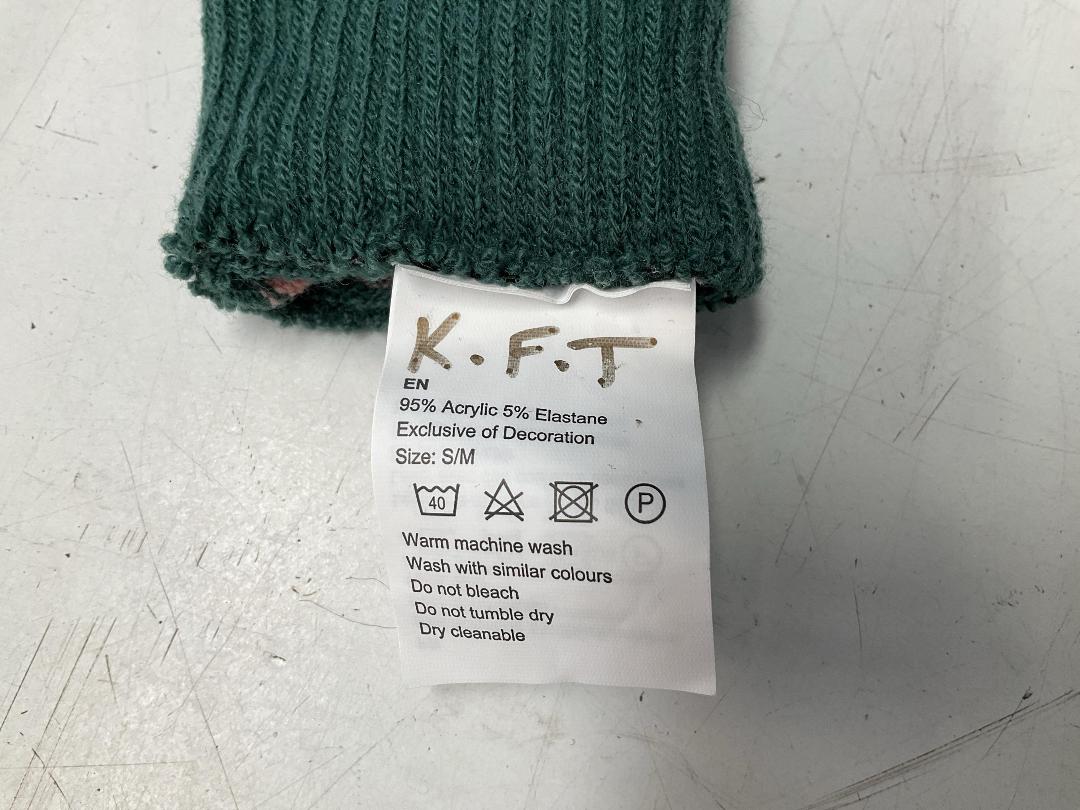 K.F.T
EN
95% Acrylic 5% Elastane
Exclusive of Decoration
Size: S/M
40 P
Warm machine wash
Wash with similar colours
Do not bleach
Do not tumble dry
Dry cleanable